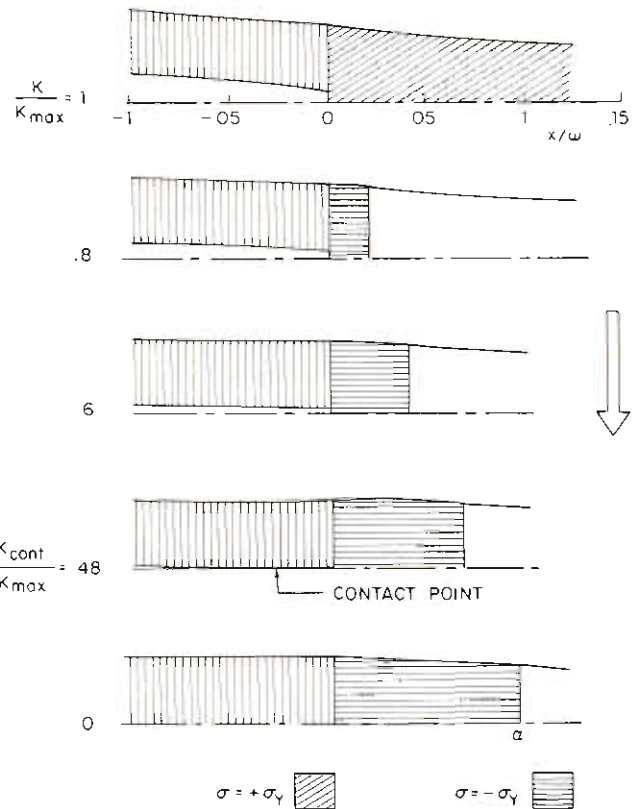 K
Kmax = 1
-1 -05 0 05 1 .15
x/ω
.8
6
Kcont
Kmax = 48
CONTACT POINT
0
α
σ = +σY σ = -σY